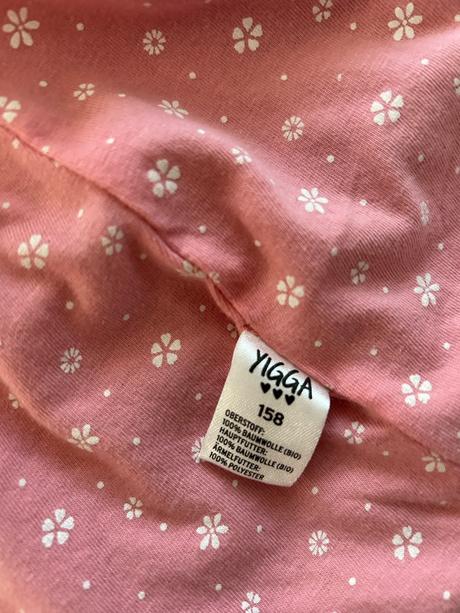 YIGGA
♥♥♥
158
OBERSTOFF:
100% BAUMWOLLE (BIO)
HAUPTFUTTER:
100% BAUMWOLLE (BIO)
ÄRMELFUTTER:
100% POLYESTER